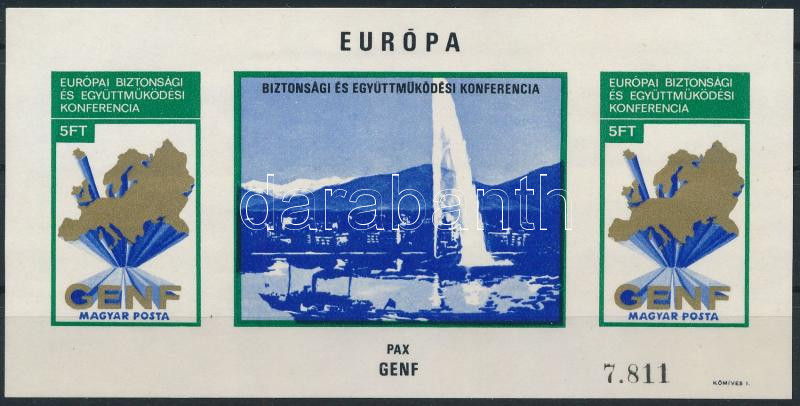 EURÓPA
EURÓPAI BIZTONSÁGI
ÉS EGYÜTTMŰKÖDÉSI
KONFERENCIA
5FT
GENF
MAGYAR POSTA
BIZTONSÁGI ÉS EGYÜTTMŰKÖDÉSI KONFERENCIA
darabanth
EURÓPAI BIZTONSÁGI
ÉS EGYÜTTMŰKÖDÉSI
KONFERENCIA
5FT
GENF
MAGYAR POSTA
PAX
GENF
7.811
KÖMIVES I.